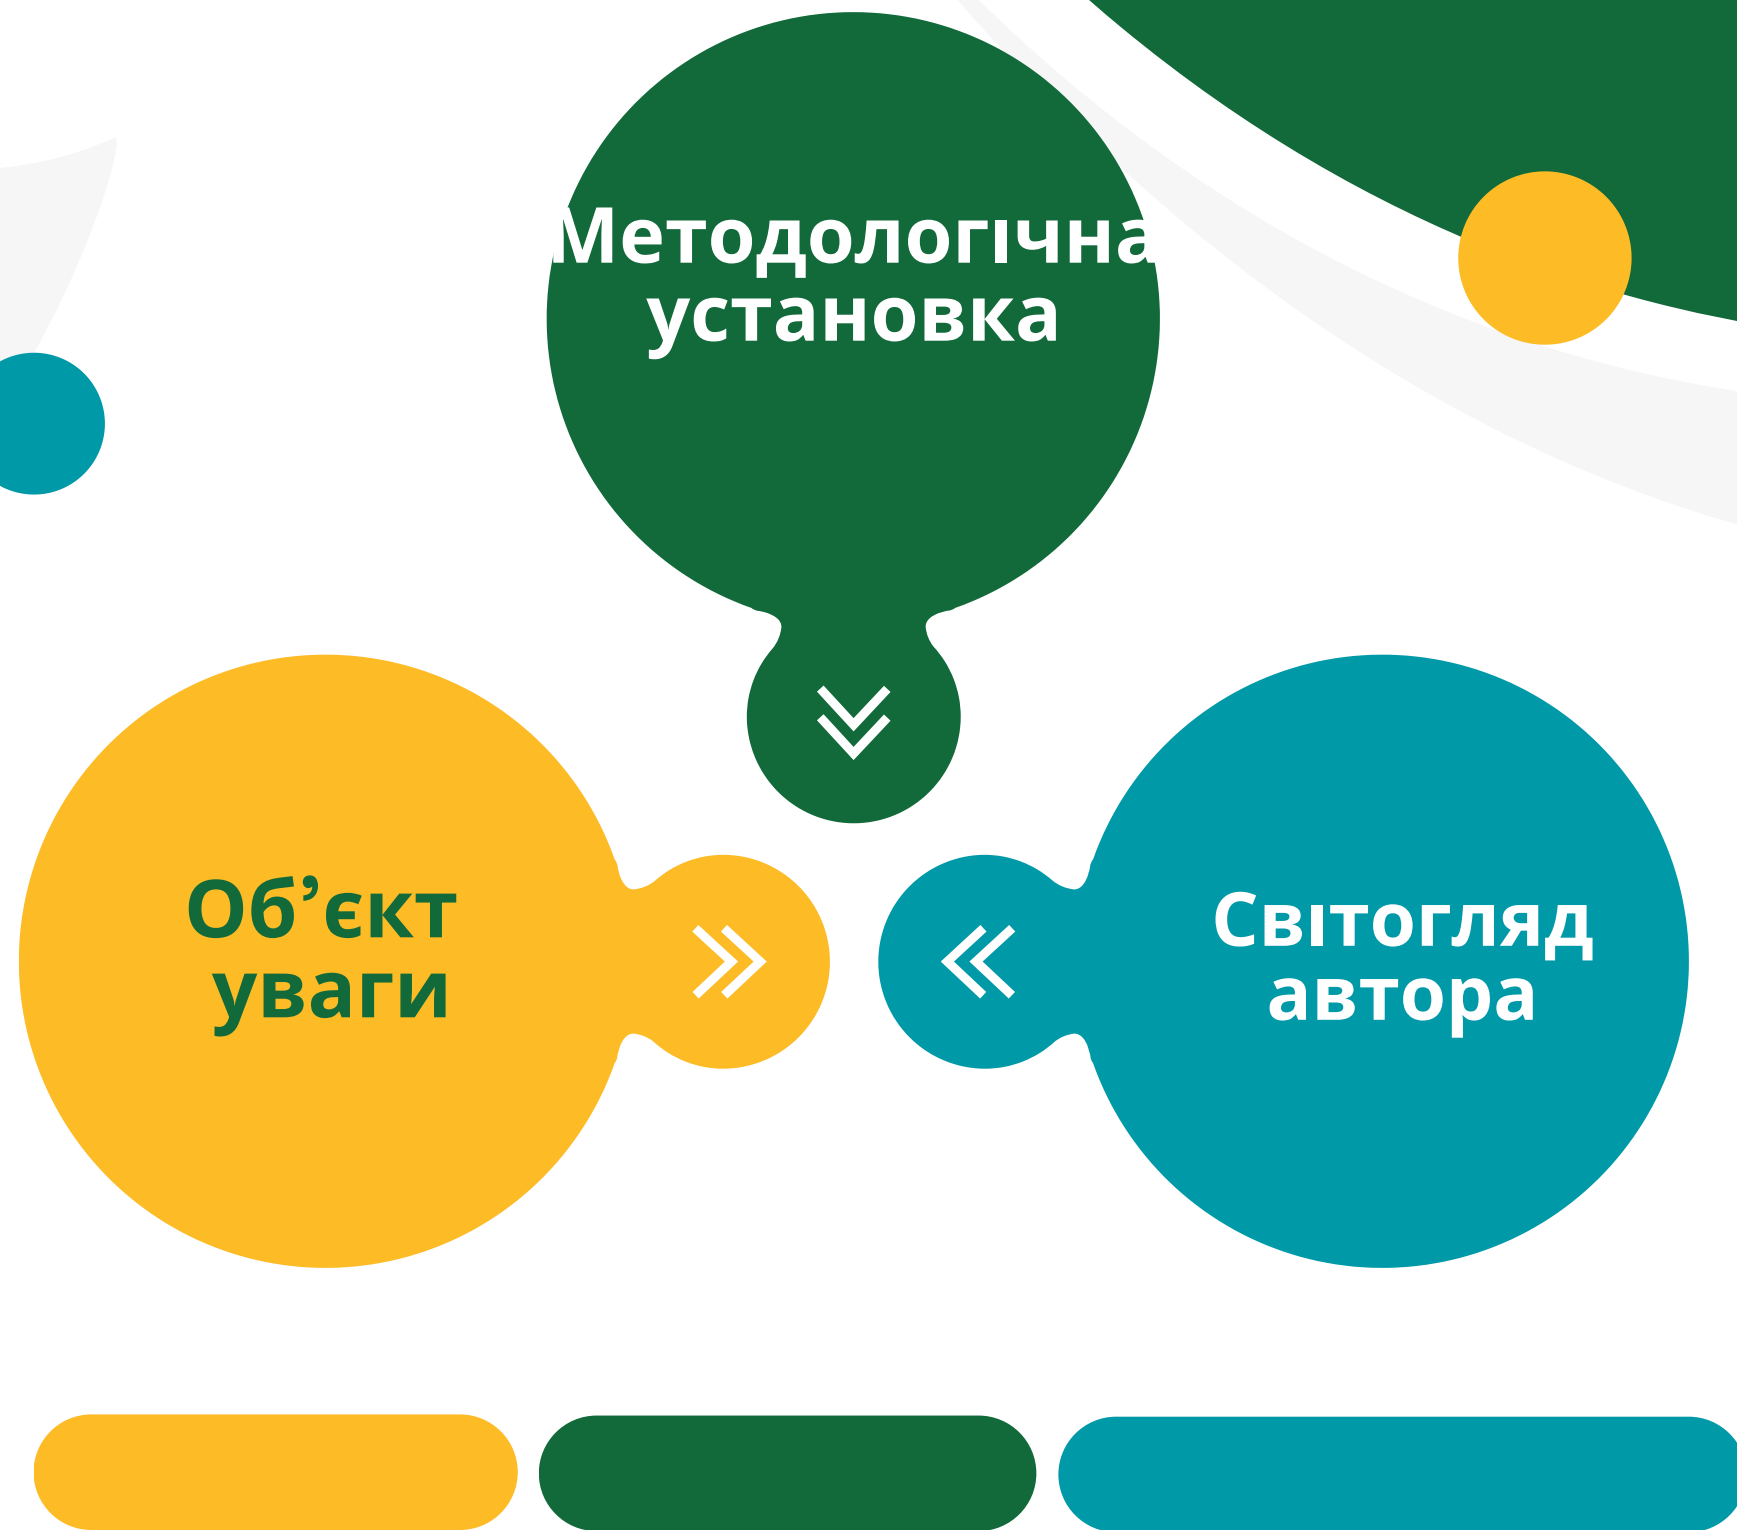 Методологічна
установка
Об’єкт
уваги
Світогляд
автора